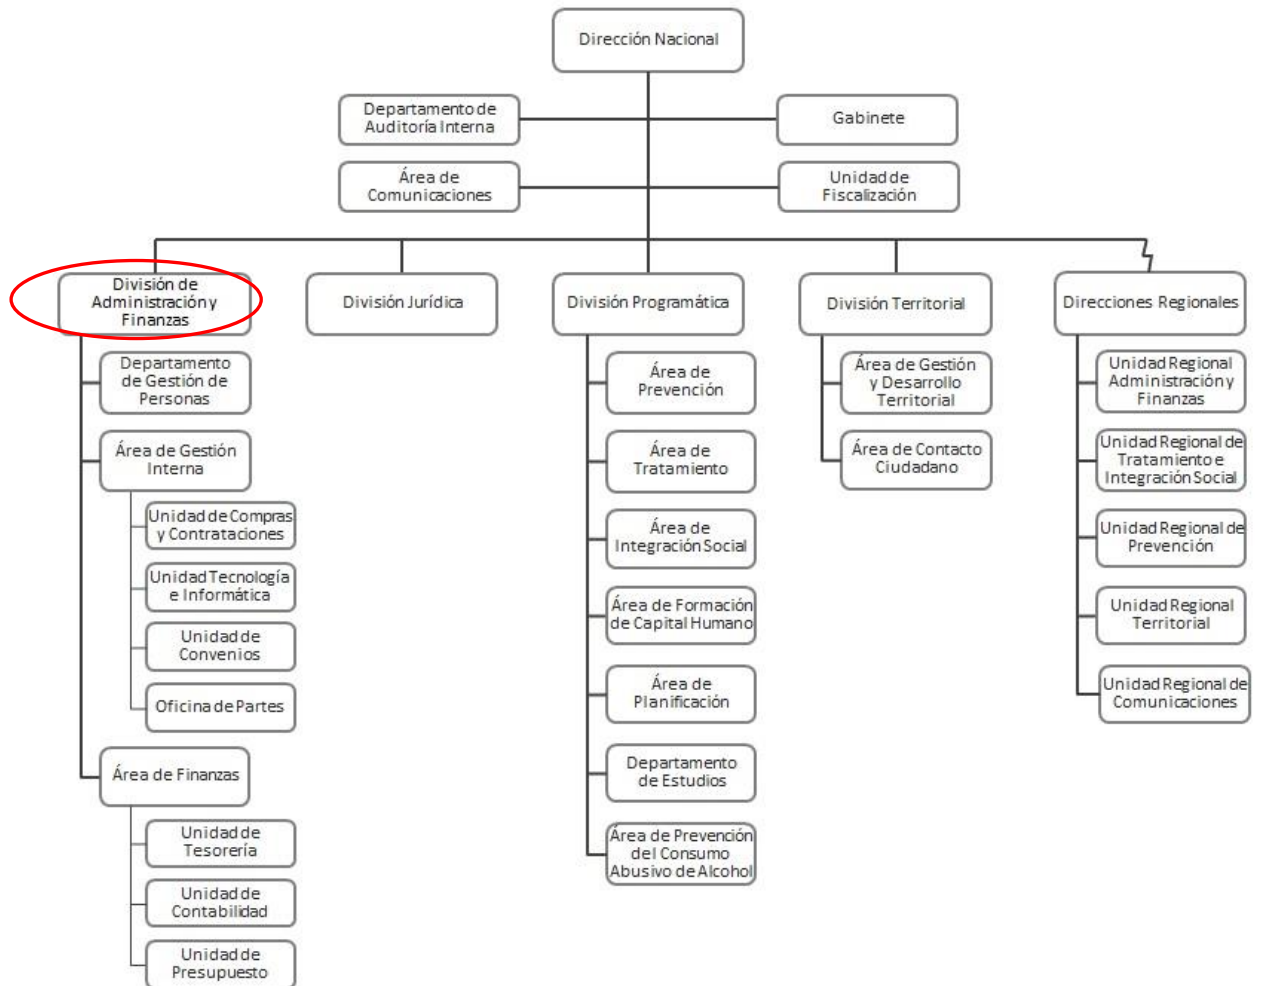 Dirección Nacional
Departamento de
Auditoría Interna
Gabinete
Área de
Comunicaciones
Unidad de
Fiscalización
División de
Administración y
Finanzas
División Jurídica
División Programática
División Territorial
Direcciones Regionales
Departamento
de Gestión de
Personas
Área de Gestión
Interna
Unidad de Compras
y Contrataciones
Unidad Tecnología
e Informática
Unidad de
Convenios
Oficina de Partes
Área de Finanzas
Unidad de
Tesorería
Unidad de
Contabilidad
Unidad de
Presupuesto
Área de
Prevención
Área de
Tratamiento
Área de
Integración Social
Área de Formación
de Capital Humano
Área de
Planificación
Departamento
de Estudios
Área de Prevención
del Consumo
Abusivo de Alcohol
Área de Gestión
y Desarrollo
Territorial
Área de Contacto
Ciudadano
Unidad Regional
Administración y
Finanzas
Unidad Regional de
Tratamiento e
Integración Social
Unidad Regional de
Prevención
Unidad Regional
Territorial
Unidad Regional de
Comunicaciones